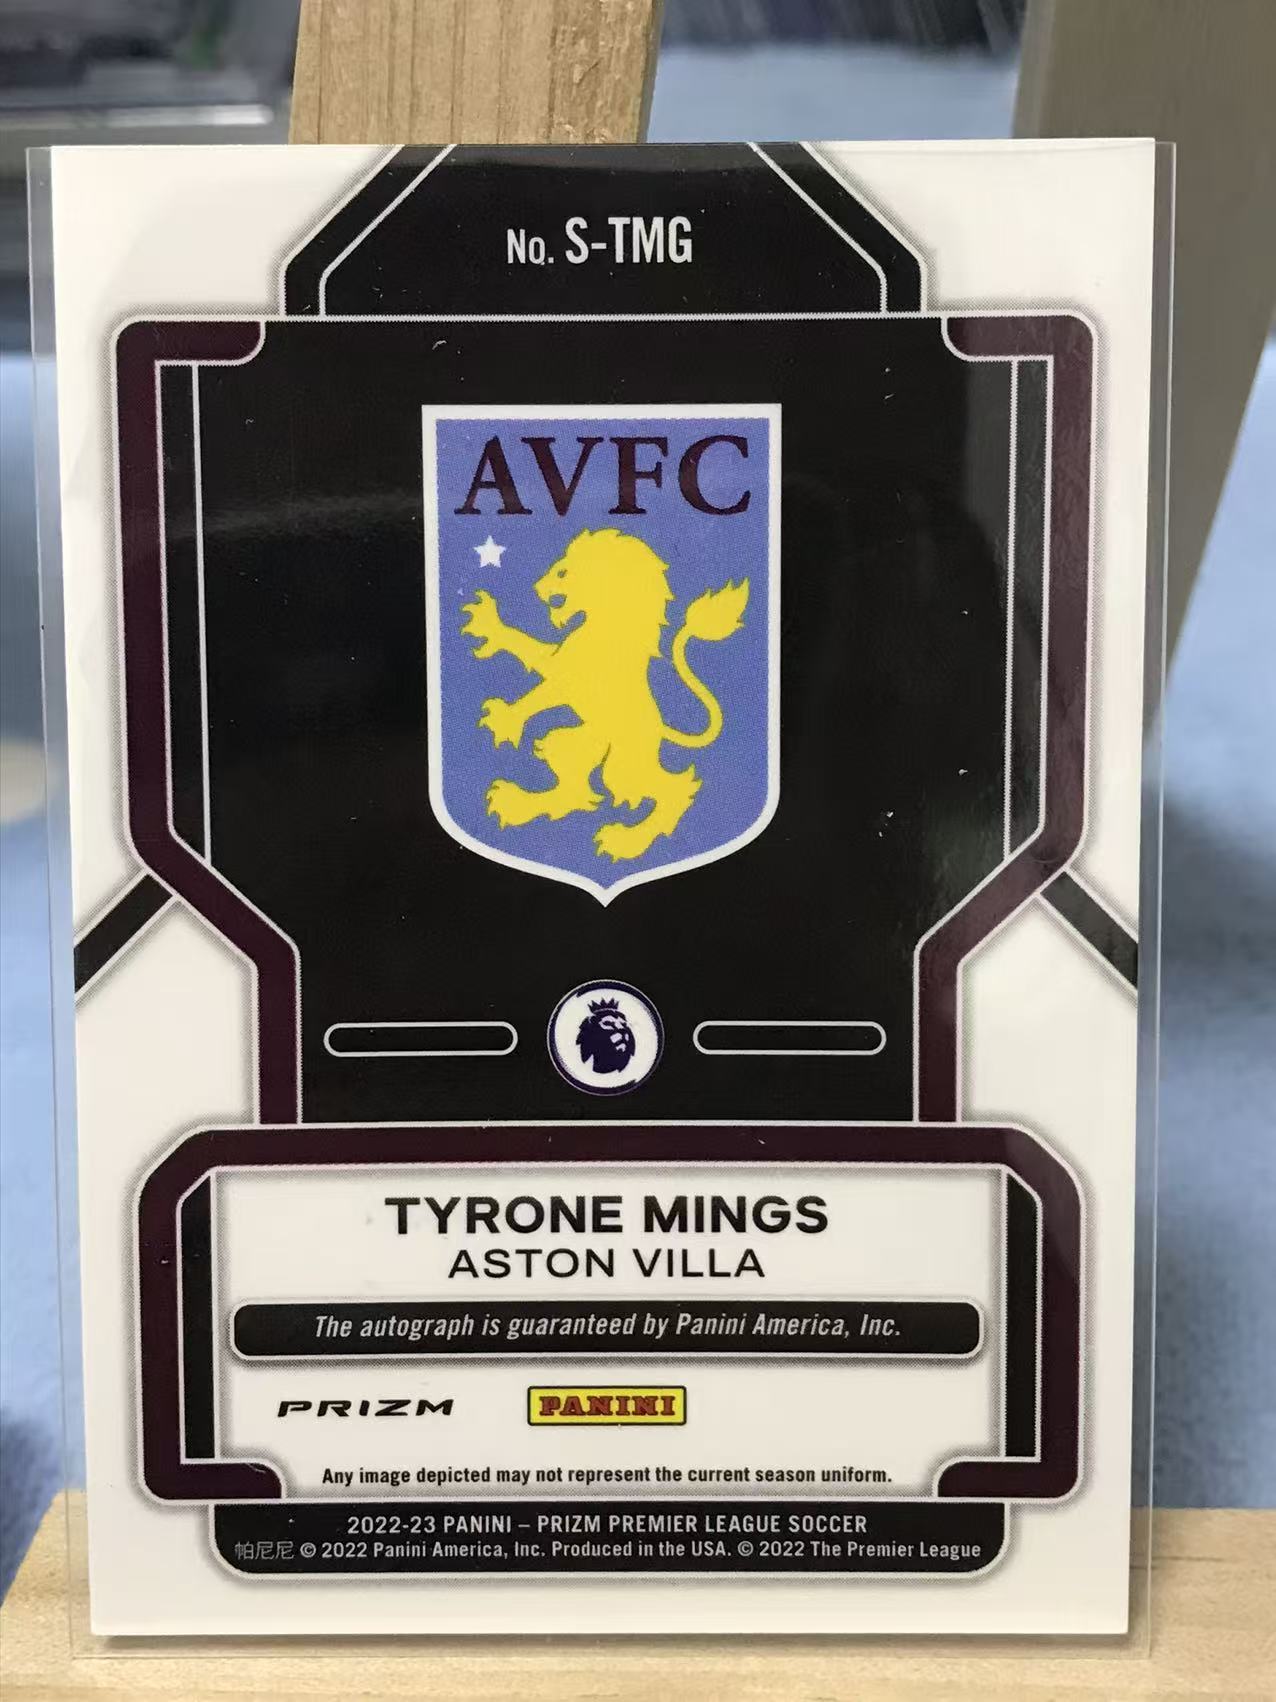 No. S-TMG
AVFC
TYRONE MINGS
ASTON VILLA
The autograph is guaranteed by Panini America, Inc.
PRIZM PANINI
Any image depicted may not represent the current season uniform.
2022-23 PANINI – PRIZM PREMIER LEAGUE SOCCER
帕尼尼 © 2022 Panini America, Inc. Produced in the USA. © 2022 The Premier League